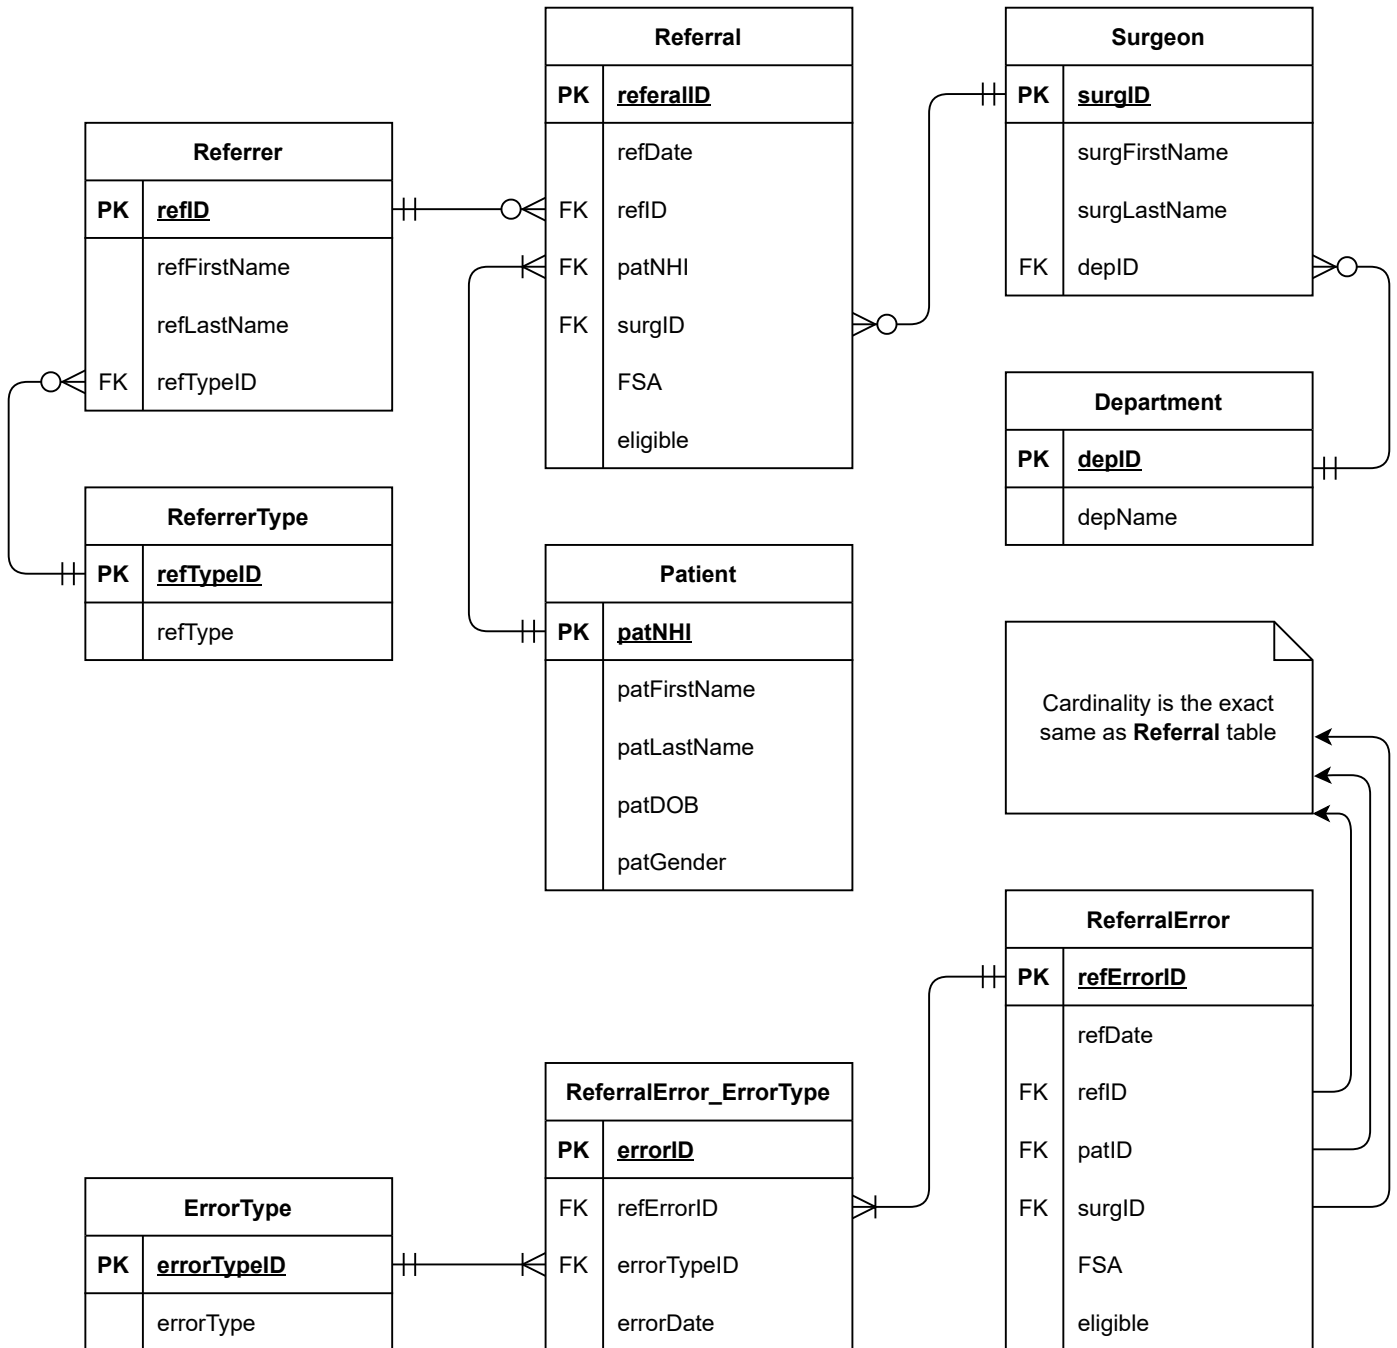 Referral
PK referalID
refDate
FK refID
FK patNHI
FK surgID
FSA
eligible
Surgeon
PK surgID
surgFirstName
surgLastName
FK depID
Referrer
PK refID
refFirstName
refLastName
FK refTypeID
Department
PK depID
depName
ReferrerType
PK refTypeID
refType
Patient
PK patNHI
patFirstName
patLastName
patDOB
patGender
Cardinality is the exact
same as Referral table
ReferralError
PK refErrorID
refDate
FK refID
FK patID
FK surgID
FSA
eligible
ReferralError_ErrorType
PK errorID
FK refErrorID
FK errorTypeID
errorDate
ErrorType
PK errorTypeID
errorType